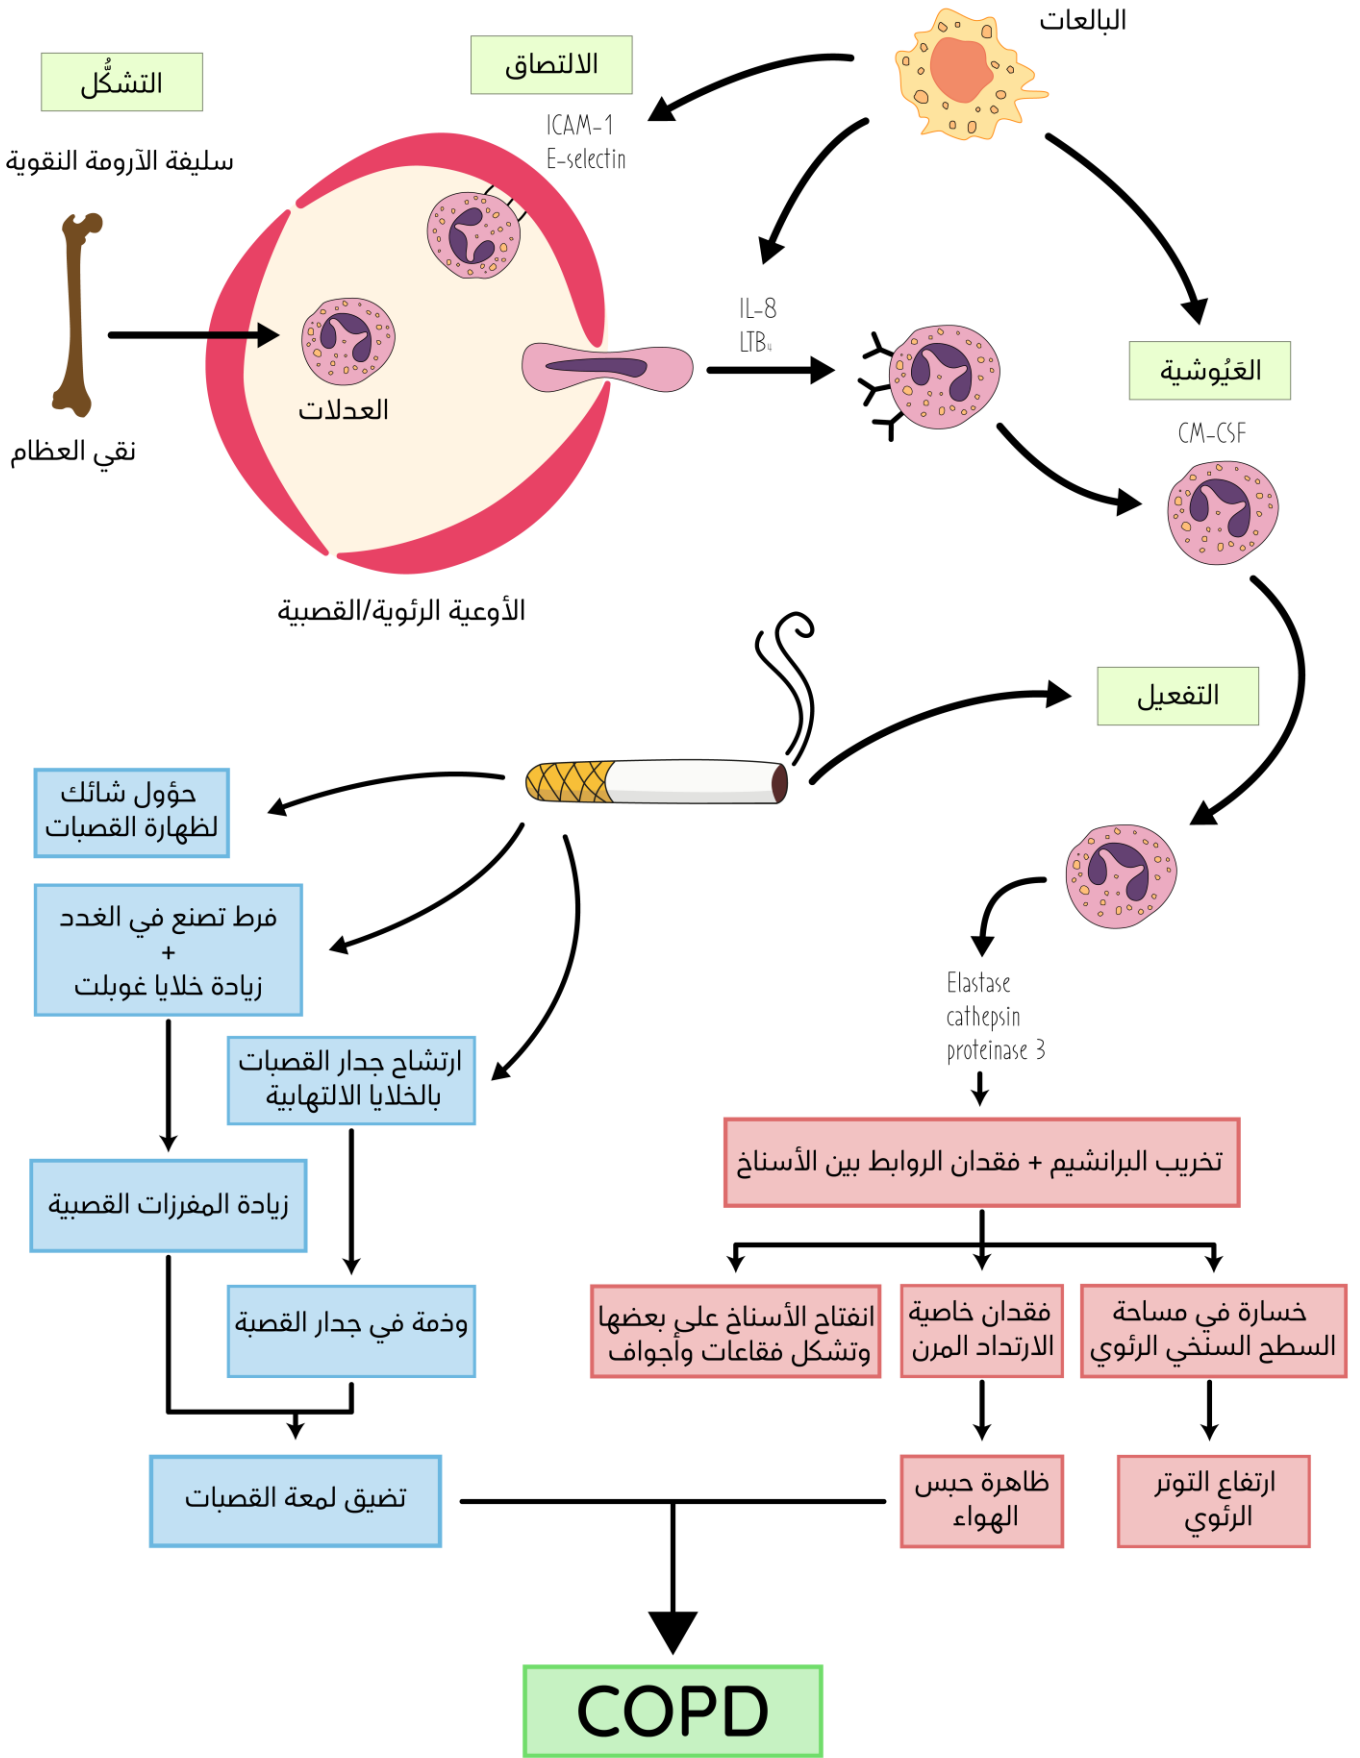 البالعات
الالتصاق
ICAM-1
E-selectin
التشكُّل
سليفة الآرومة النقوية
نقي العظام
العدلات
الأوعية الرئوية/القصبية
IL-8
LTB₄
العَيُوشية
CM-CSF
التفعيل
حؤول شائك
لظهارة القصبات
فرط تصنع في الغدد
+
زيادة خلايا غوبلت
ارتشاح جدار القصبات
بالخلايا الالتهابية
زيادة المفرزات القصبية
وذمة في جدار القصبة
تضيق لمعة القصبات
Elastase
cathepsin
proteinase 3
تخريب البرانشيم + فقدان الروابط بين الأسناخ
خسارة في مساحة
السطح السنخي الرئوي
فقدان خاصية
الارتداد المرن
انفتاح الأسناخ على بعضها
وتشكل فقاعات وأجواف
ارتفاع التوتر
الرئوي
ظاهرة حبس
الهواء
COPD